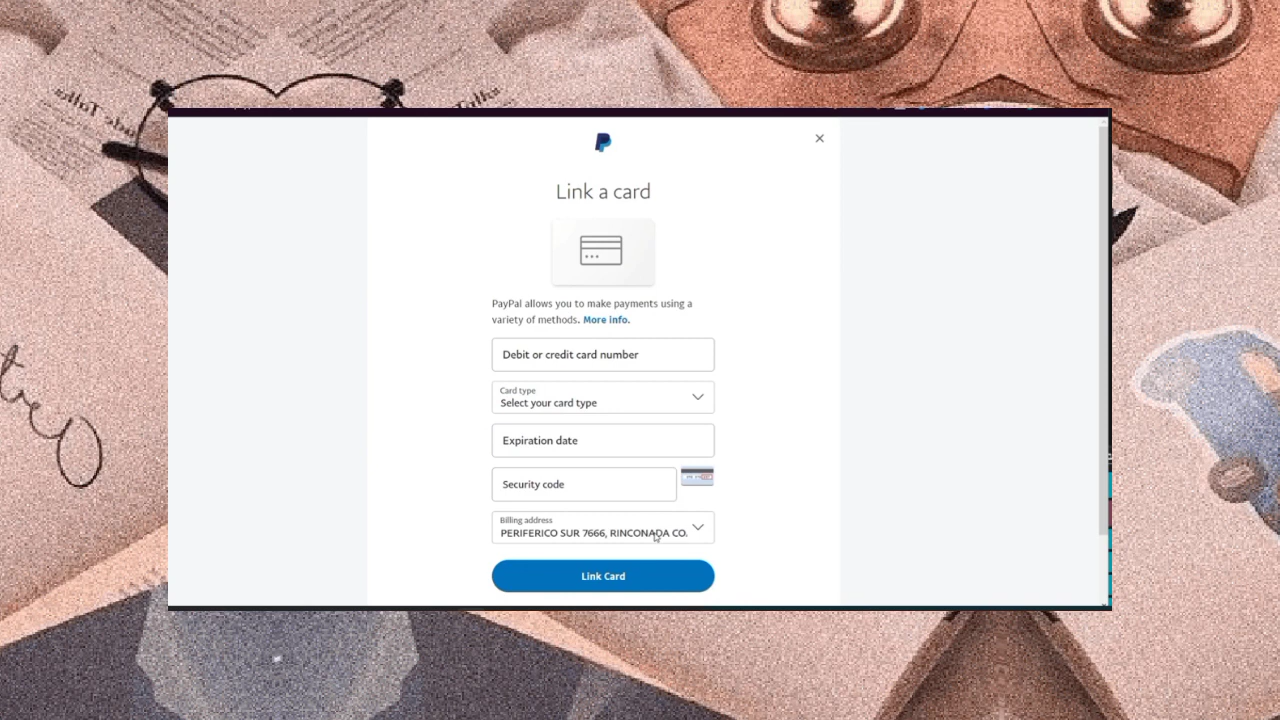 Link a card
PayPal allows you to make payments using a
variety of methods. More info.
Debit or credit card number
Card type
Select your card type
Expiration date
Security code
Billing address
PERIFERICO SUR 7666, RINCONADA CO.
Link Card